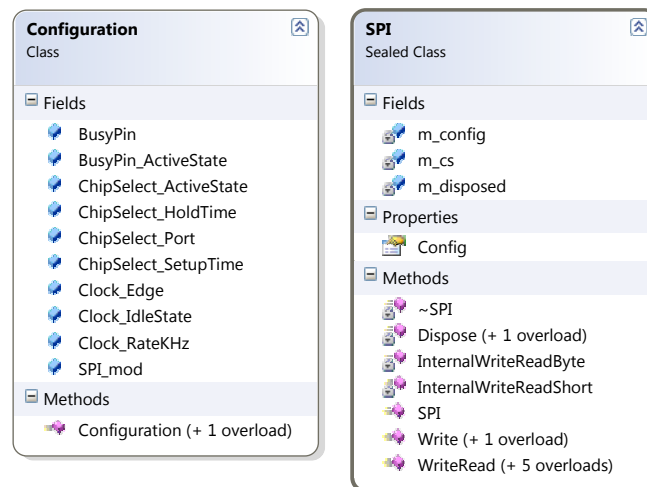 Configuration
Class
Fields
BusyPin
BusyPin_ActiveState
ChipSelect_ActiveState
ChipSelect_HoldTime
ChipSelect_Port
ChipSelect_SetupTime
Clock_Edge
Clock_IdleState
Clock_RateKHz
SPI_mod
Methods
Configuration (+ 1 overload)
SPI
Sealed Class
Fields
m_config
m_cs
m_disposed
Properties
Config
Methods
~SPI
Dispose (+ 1 overload)
InternalWriteReadByte
InternalWriteReadShort
SPI
Write (+ 1 overload)
WriteRead (+ 5 overloads)